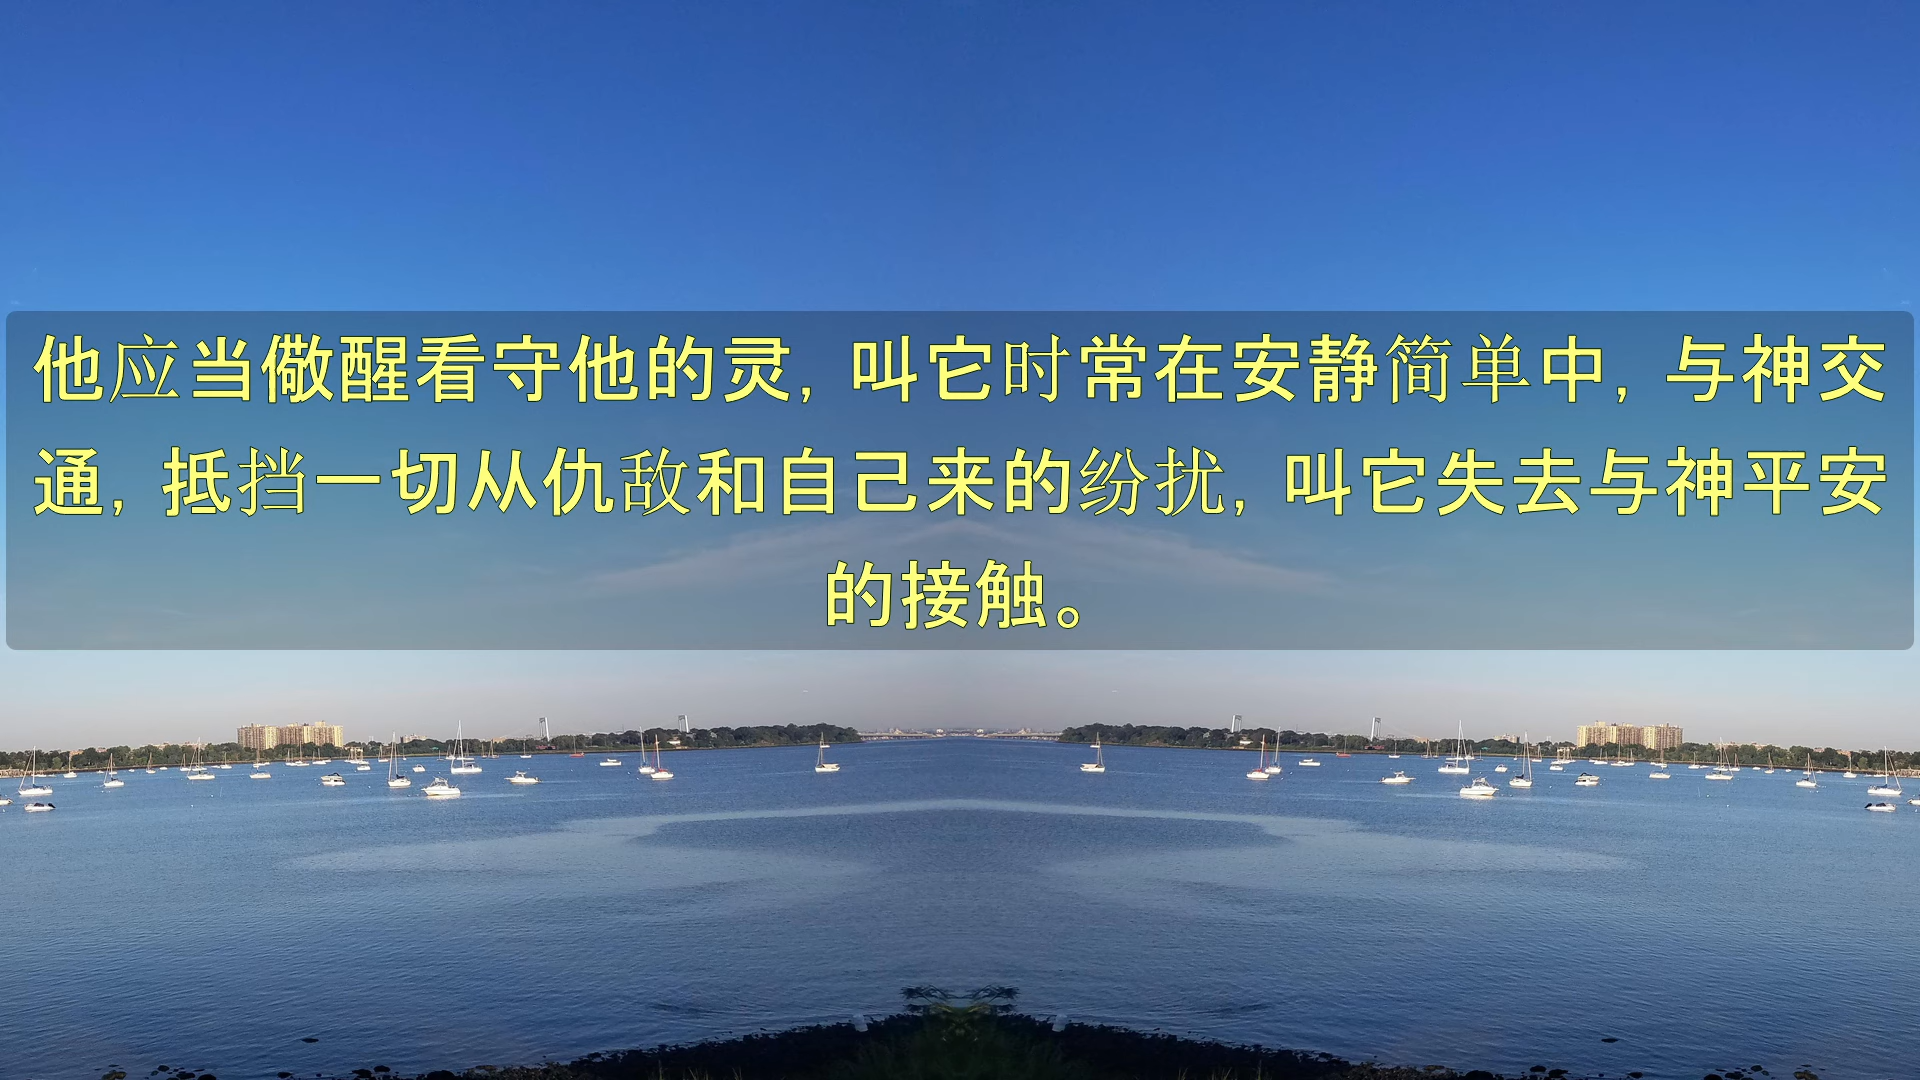 他应当儆醒看守他的灵, 叫它时常在安静简单中, 与神交
通, 抵挡一切从仇敌和自己来的纷扰, 叫它失去与神平安
的接触。